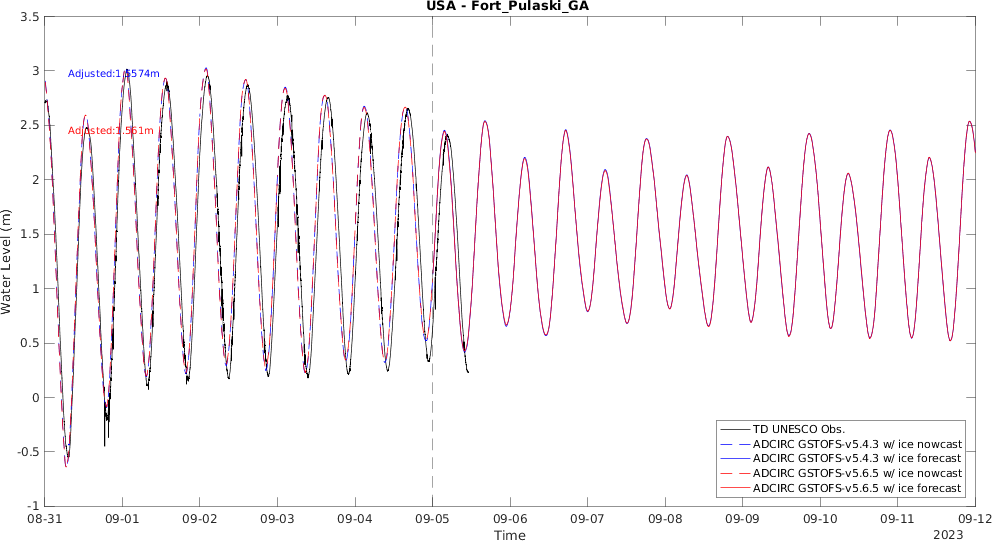 USA - Fort_Pulaski_GA
3.5
3
2.5
2
1.5
1
0.5
0
-0.5
-1
Water Level (m)
Adjusted:1.5574m
Adjusted:1.561m
TD UNESCO Obs.
ADCIRC GSTOFS-v5.4.3 w/ ice nowcast
ADCIRC GSTOFS-v5.4.3 w/ ice forecast
ADCIRC GSTOFS-v5.6.5 w/ ice nowcast
ADCIRC GSTOFS-v5.6.5 w/ ice forecast
08-31 09-01 09-02 09-03 09-04 09-05 09-06 09-07 09-08 09-09 09-10 09-11 09-12
Time
2023